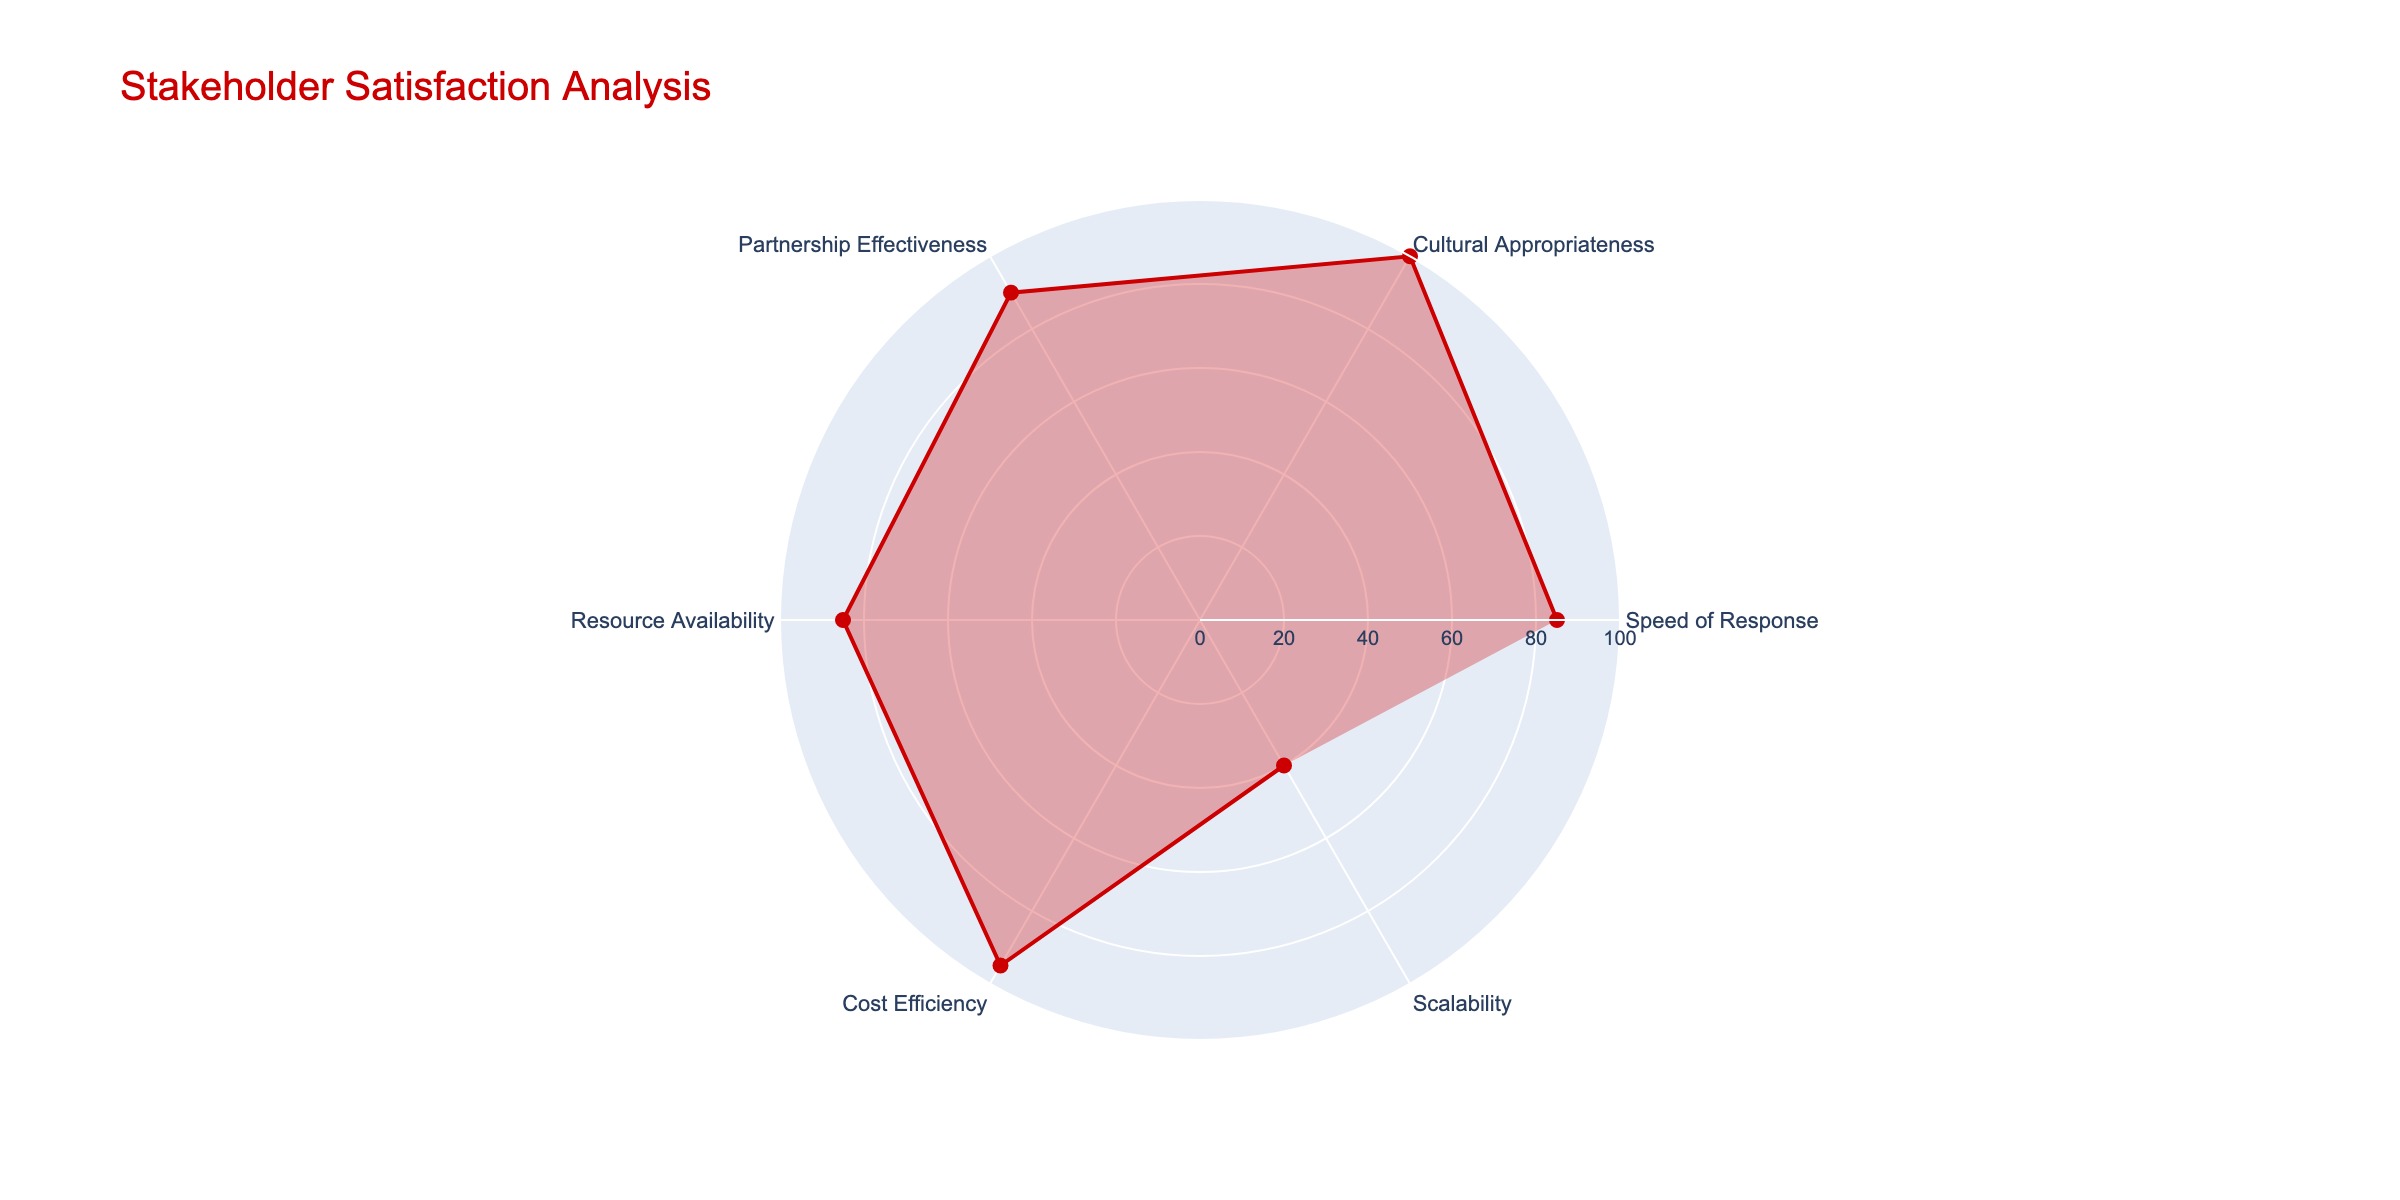 Stakeholder Satisfaction Analysis
Partnership Effectiveness
Cultural Appropriateness
Resource Availability
Speed of Response
0 20 40 60 80 100
Cost Efficiency
Scalability